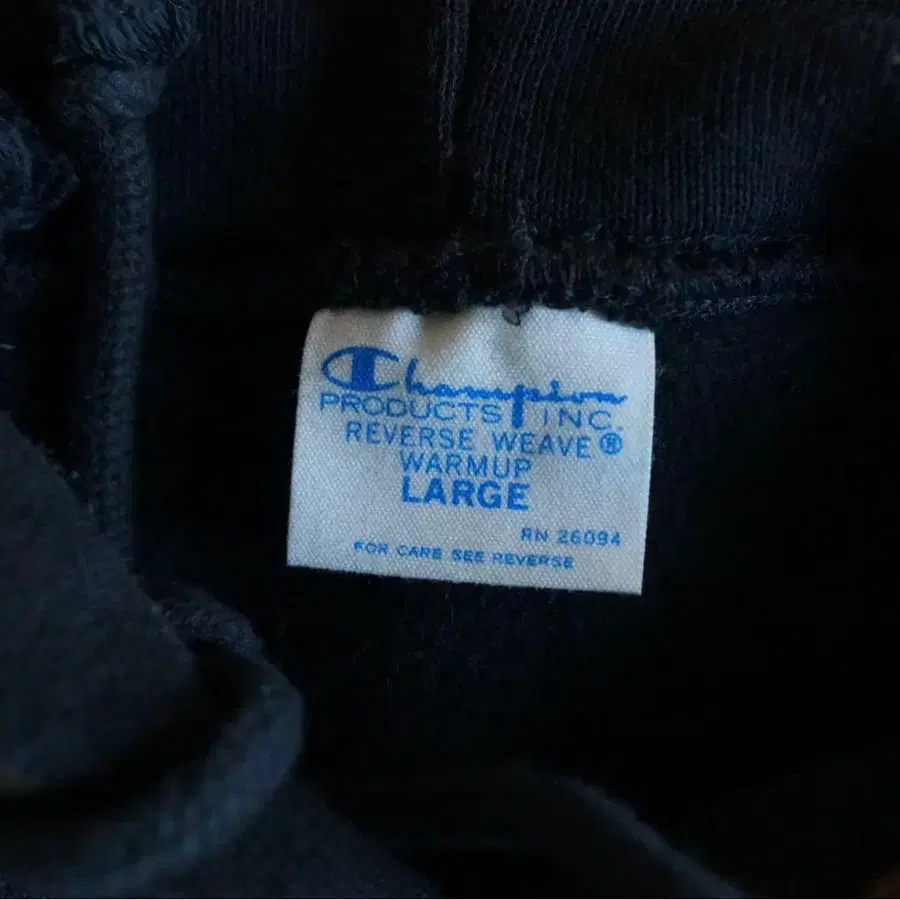 Champion
PRODUCTS INC.
REVERSE WEAVE®
WARMUP
LARGE
RN 26094
FOR CARE SEE REVERSE